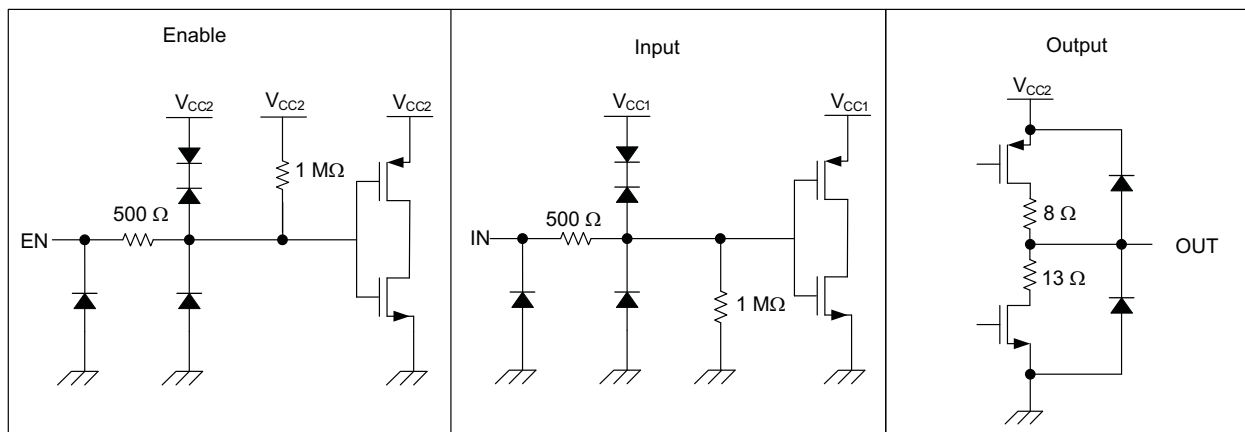 Enable
V_CC2
V_CC2
V_CC2
1 MΩ
500 Ω
EN
Input
V_CC1
V_CC1
500 Ω
IN
1 MΩ
Output
V_CC2
8 Ω
OUT
13 Ω